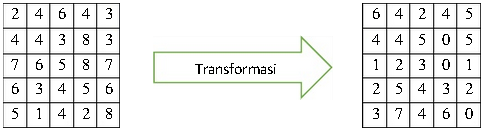 2 4 6 4 3
4 4 3 8 3
7 6 5 8 7
6 3 4 5 6
5 1 4 2 8
Transformasi
6 4 2 4 5
4 4 5 0 5
1 2 3 0 1
2 5 4 3 2
3 7 4 6 0